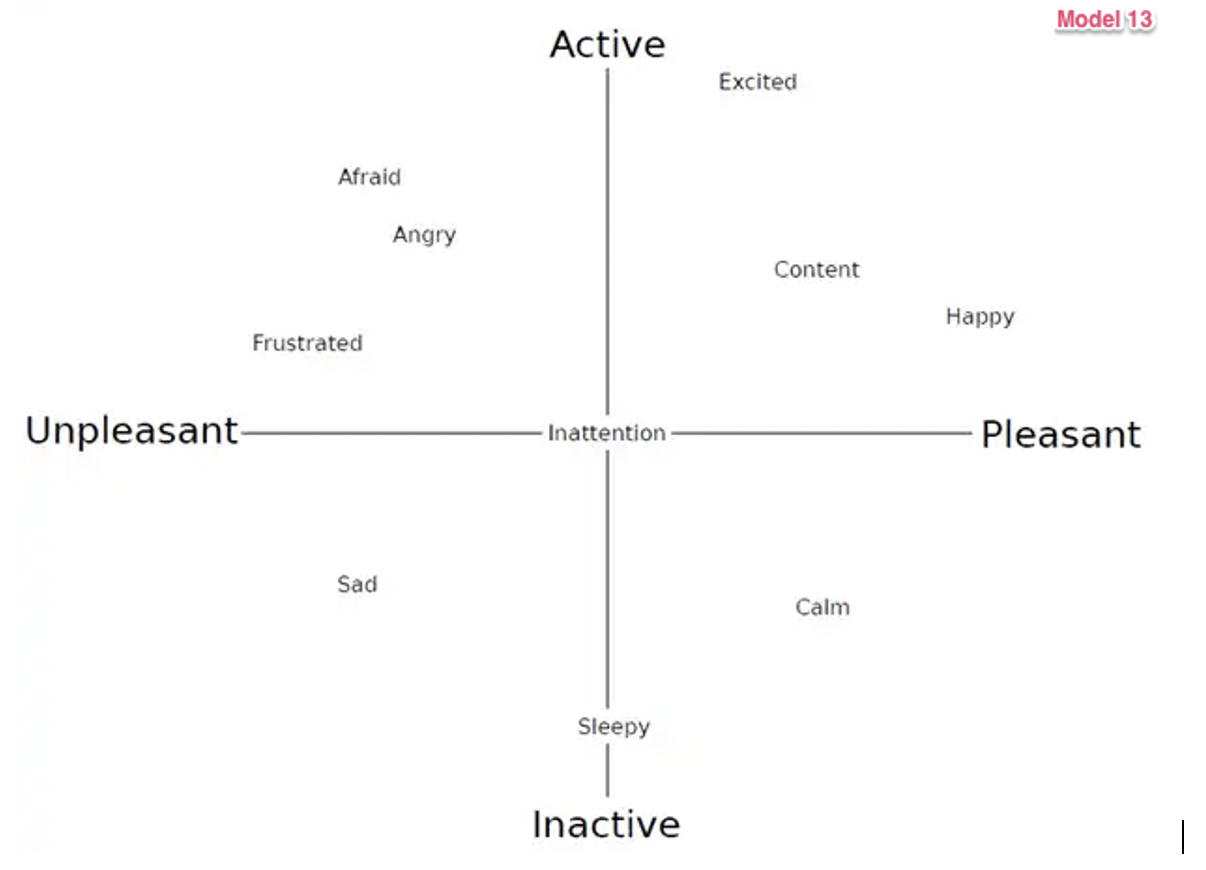 Model 13
Active
Excited
Afraid
Angry
Content
Happy
Frustrated
Unpleasant Inattention Pleasant
Sad
Calm
Sleepy
Inactive